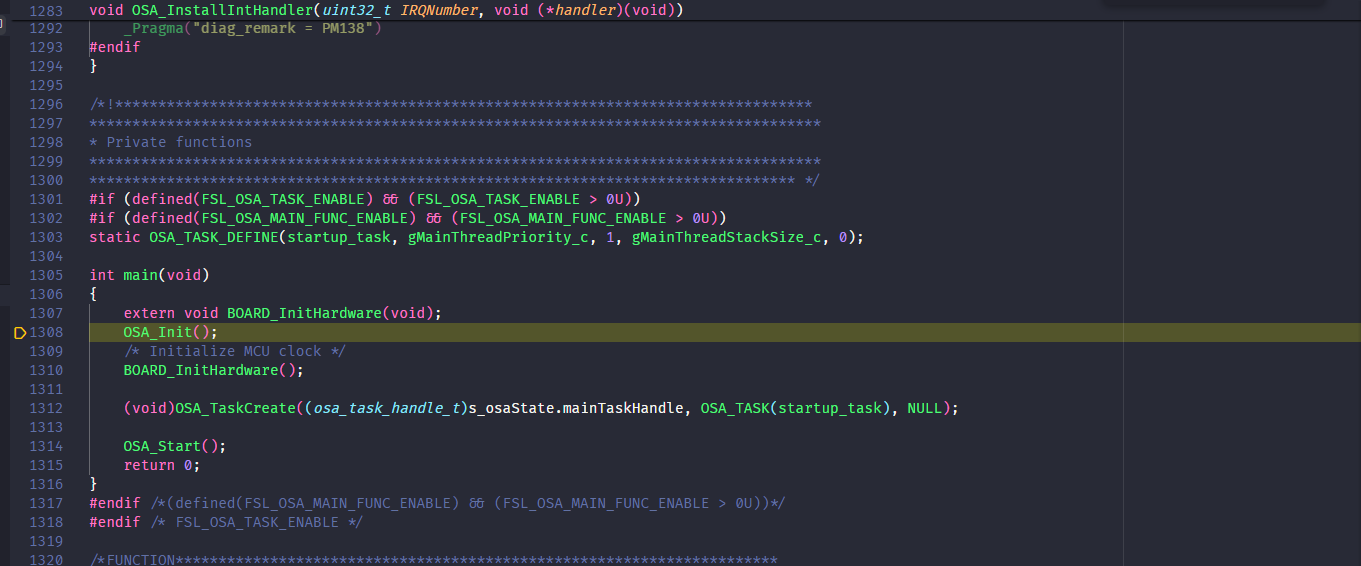 1283 void OSA_InstallIntHandler(uint32_t IRQNumber, void (*handler)(void))
1292     _Pragma("diag_remark = PM138")
1293 #endif
1294 }
1295
1296 /*!**********************************************************************************
1297 **************************************************************************************
1298 * Private functions
1299 **************************************************************************************
1300 *********************************************************************************** */
1301 #if (defined(FSL_OSA_TASK_ENABLE) && (FSL_OSA_TASK_ENABLE > 0U))
1302 #if (defined(FSL_OSA_MAIN_FUNC_ENABLE) && (FSL_OSA_MAIN_FUNC_ENABLE > 0U))
1303 static OSA_TASK_DEFINE(startup_task, gMainThreadPriority_c, 1, gMainThreadStackSize_c, 0);
1304
1305 int main(void)
1306 {
1307     extern void BOARD_InitHardware(void);
1308     OSA_Init();
1309     /* Initialize MCU clock */
1310     BOARD_InitHardware();
1311
1312     (void)OSA_TaskCreate((osa_task_handle_t)s_osaState.mainTaskHandle, OSA_TASK(startup_task), NULL);
1313
1314     OSA_Start();
1315     return 0;
1316 }
1317 #endif /*(defined(FSL_OSA_MAIN_FUNC_ENABLE) && (FSL_OSA_MAIN_FUNC_ENABLE > 0U))*/
1318 #endif /* FSL_OSA_TASK_ENABLE */
1319
1320 /*FUNCTION***********************************************************************